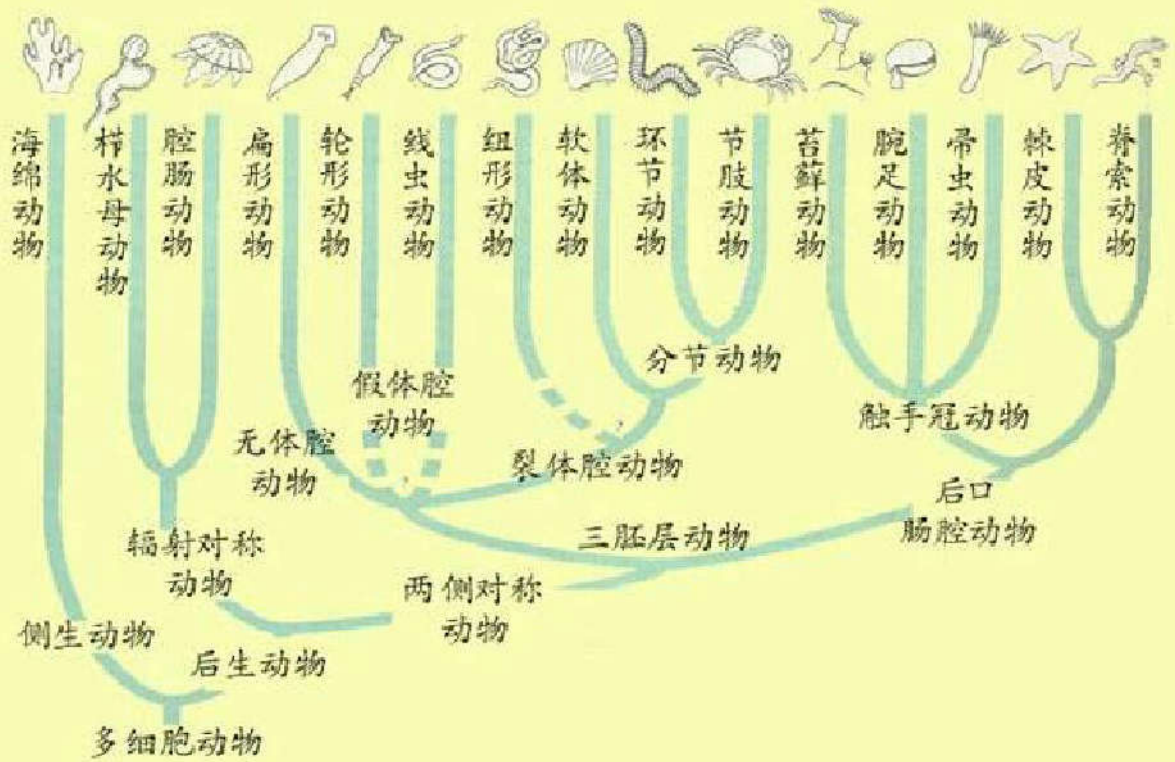 海绵动物
栉水母动物
腔肠动物
扁形动物
轮形动物
线虫动物
纽形动物
软体动物
环节动物
节肢动物
苔藓动物
腕足动物
帚虫动物
棘皮动物
脊索动物
分节动物
假体腔
动物
触手冠动物
无体腔
动物
裂体腔动物
?
后口
肠腔动物
三胚层动物
辐射对称
动物
两侧对称
动物
侧生动物
后生动物
多细胞动物